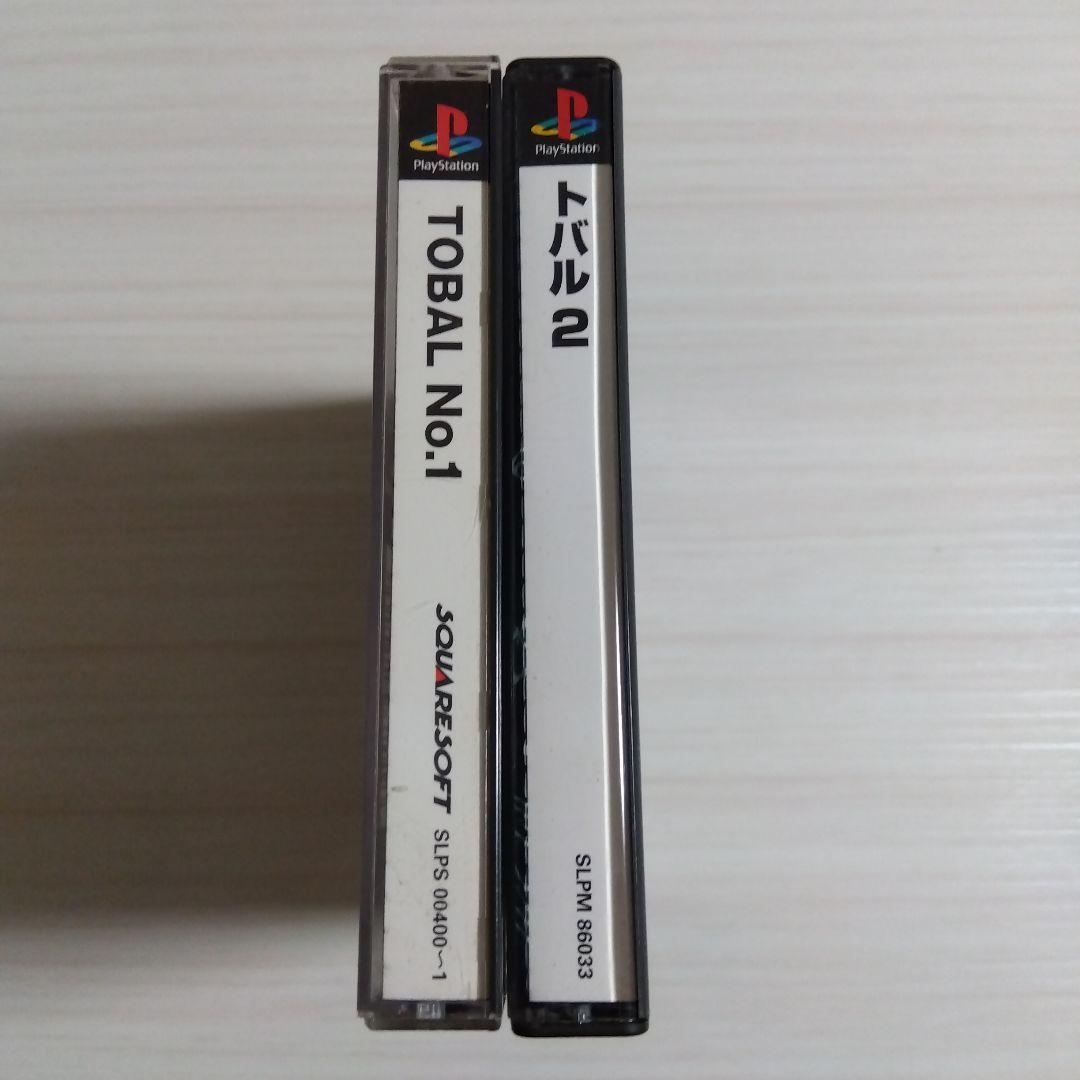 PlayStation
TOBAL No.1
SQUARESOFT
SLPS 00400〜1
PlayStation
トバル2
SLPM 86033